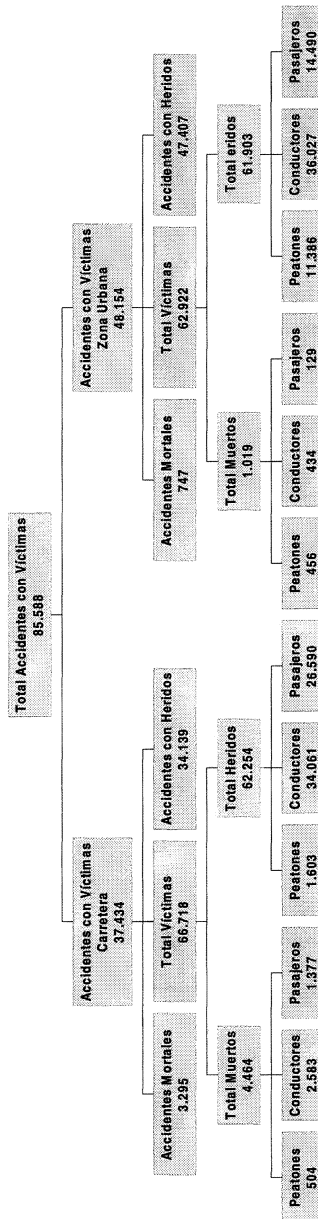 Total Accidentes con Víctimas
85.588
Accidentes con Víctimas
Carretera
37.434
Accidentes con Víctimas
Zona Urbana
48.154
Accidentes Mortales
3.295
Total Víctimas
66.718
Accidentes con Heridos
34.139
Accidentes Mortales
747
Total Víctimas
62.922
Accidentes con Heridos
47.407
Total Muertos
4.464
Total Heridos
62.254
Total Muertos
1.019
Total eridos
61.903
Peatones
504
Conductores
2.583
Pasajeros
1.377
Peatones
1.603
Conductores
34.061
Pasajeros
26.590
Peatones
456
Conductores
434
Pasajeros
129
Peatones
11.386
Conductores
36.027
Pasajeros
14.490